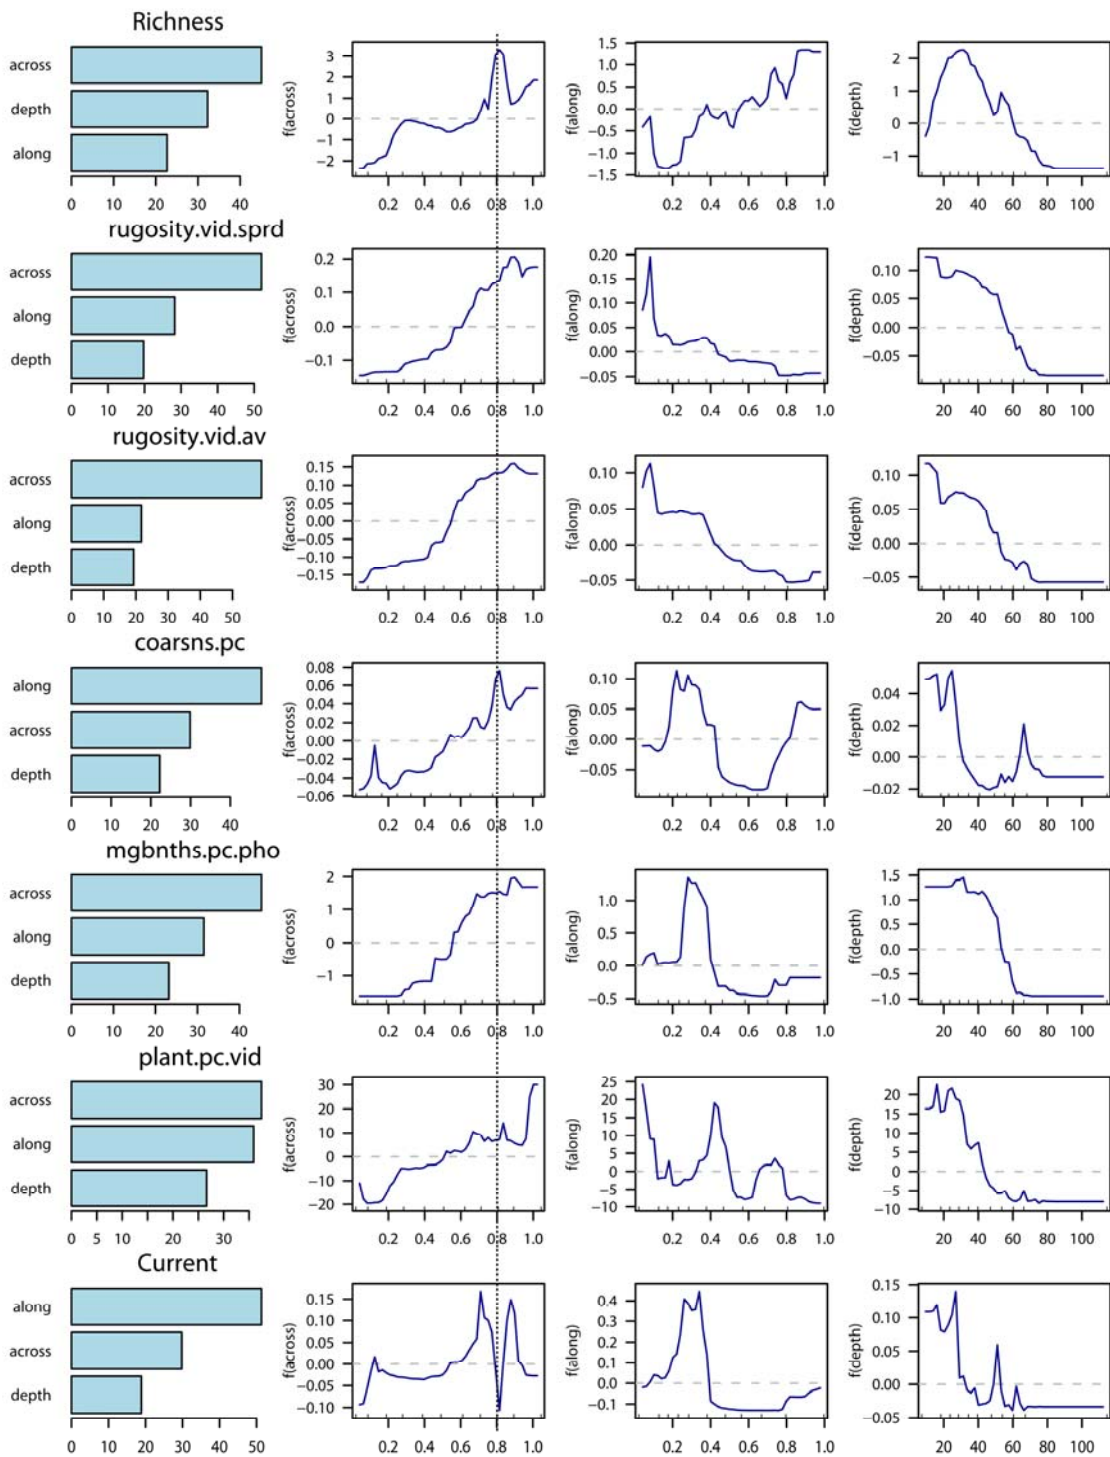 Richness
across
depth
along
0 10 20 30 40
f(across)
3
2
1
0
−1
−2
0.2 0.4 0.6 0.8 1.0
f(along)
1.5
1.0
0.5
0.0
−0.5
−1.0
−1.5
0.2 0.4 0.6 0.8 1.0
f(depth)
2
1
0
−1
20 40 60 80 100
rugosity.vid.sprd
across
along
depth
0 10 20 30 40 50
f(across)
0.2
0.1
0.0
−0.1
0.2 0.4 0.6 0.8 1.0
f(along)
0.20
0.15
0.10
0.05
0.00
−0.05
0.2 0.4 0.6 0.8 1.0
f(depth)
0.10
0.05
0.00
−0.05
20 40 60 80 100
rugosity.vid.av
across
along
depth
0 10 20 30 40 50
f(across)
0.15
0.10
0.05
0.00
−0.05
−0.10
−0.15
0.2 0.4 0.6 0.8 1.0
f(along)
0.10
0.05
0.00
−0.05
0.2 0.4 0.6 0.8 1.0
f(depth)
0.10
0.05
0.00
−0.05
20 40 60 80 100
coarsns.pc
along
across
depth
0 10 20 30 40
f(across)
0.08
0.06
0.04
0.02
0.00
−0.02
−0.04
−0.06
0.2 0.4 0.6 0.8 1.0
f(along)
0.10
0.05
0.00
−0.05
0.2 0.4 0.6 0.8 1.0
f(depth)
0.04
0.02
0.00
−0.02
20 40 60 80 100
mgbnths.pc.pho
across
along
depth
0 10 20 30 40
f(across)
2
1
0
−1
0.2 0.4 0.6 0.8 1.0
f(along)
1.0
0.5
0.0
−0.5
0.2 0.4 0.6 0.8 1.0
f(depth)
1.5
1.0
0.5
0.0
−0.5
−1.0
20 40 60 80 100
plant.pc.vid
across
along
depth
0 5 10 20 30
f(across)
30
20
10
0
−10
−20
0.2 0.4 0.6 0.8 1.0
f(along)
25
20
15
10
5
0
−5
−10
0.2 0.4 0.6 0.8 1.0
f(depth)
20
15
10
5
0
−5
−10
20 40 60 80 100
Current
along
across
depth
0 10 20 30 40 50
f(across)
0.15
0.10
0.05
0.00
−0.05
−0.10
0.2 0.4 0.6 0.8 1.0
f(along)
0.4
0.3
0.2
0.1
0.0
−0.1
0.2 0.4 0.6 0.8 1.0
f(depth)
0.15
0.10
0.05
0.00
−0.05
20 40 60 80 100